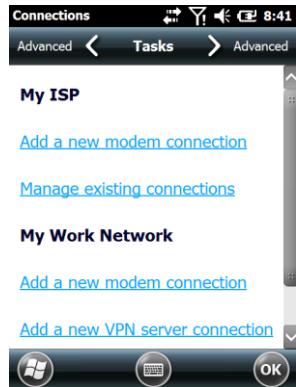 Connections 8:41
Advanced Tasks Advanced
My ISP
Add a new modem connection
Manage existing connections
My Work Network
Add a new modem connection
Add a new VPN server connection
OK